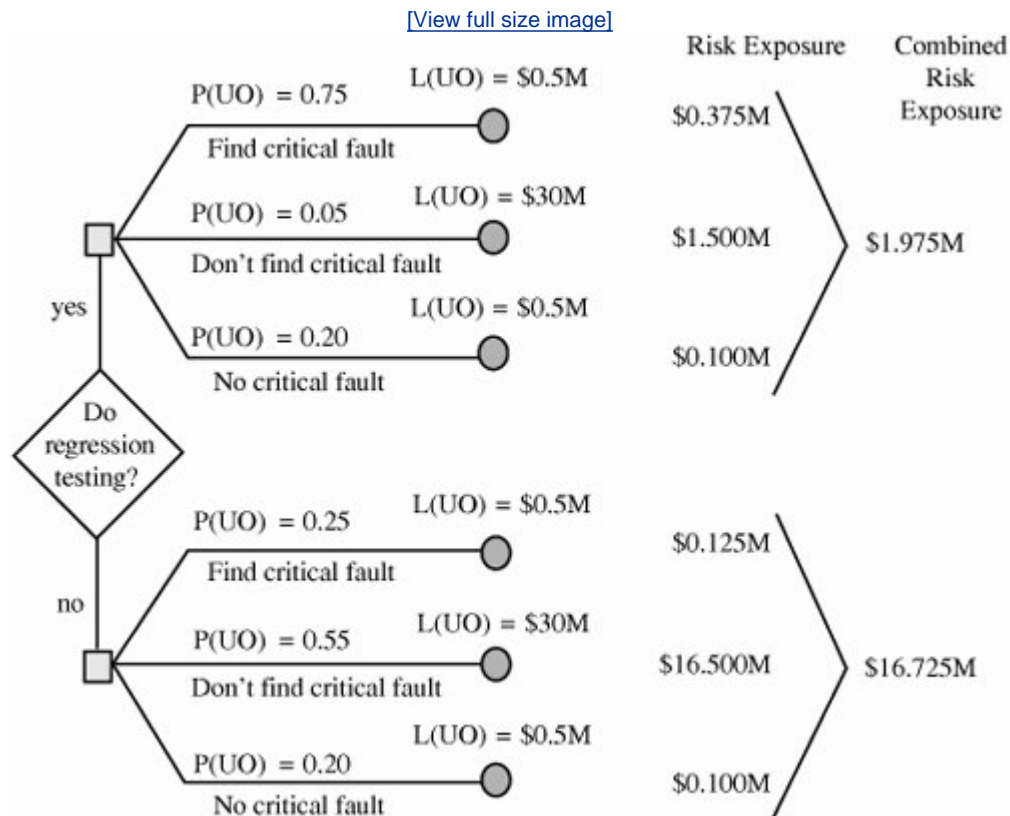 [View full size image]
Risk Exposure
Combined
Risk
Exposure
P(UO) = 0.75
L(UO) = $0.5M
Find critical fault
$0.375M
P(UO) = 0.05
L(UO) = $30M
Don't find critical fault
$1.500M
$1.975M
yes
P(UO) = 0.20
L(UO) = $0.5M
No critical fault
$0.100M
Do
regression
testing?
no
P(UO) = 0.25
L(UO) = $0.5M
Find critical fault
$0.125M
P(UO) = 0.55
L(UO) = $30M
Don't find critical fault
$16.500M
$16.725M
P(UO) = 0.20
L(UO) = $0.5M
No critical fault
$0.100M